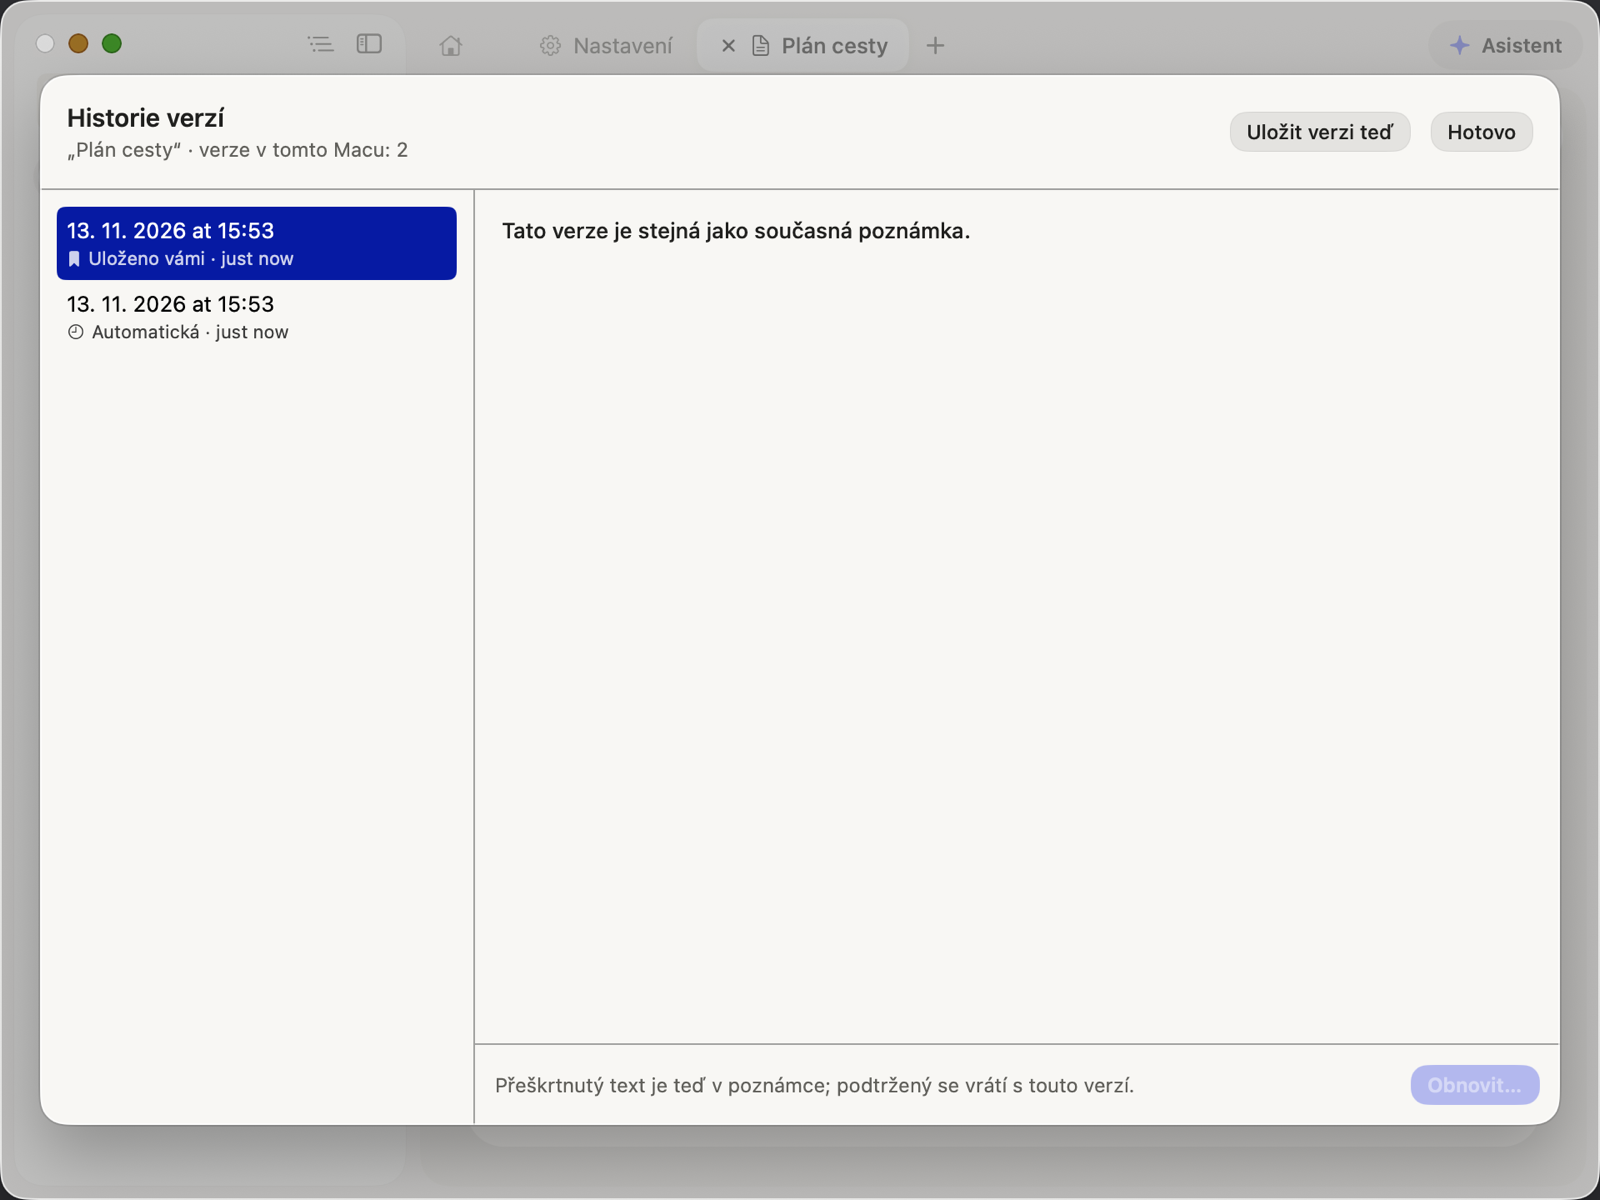 Nastavení
Plán cesty
Asistent
Historie verzí
„Plán cesty“ · verze v tomto Macu: 2
Uložit verzi teď
Hotovo
13. 11. 2026 at 15:53
Uloženo vámi · just now
13. 11. 2026 at 15:53
Automatická · just now
Tato verze je stejná jako současná poznámka.
Přeškrtnutý text je teď v poznámce; podtržený se vrátí s touto verzí.
Obnovit…